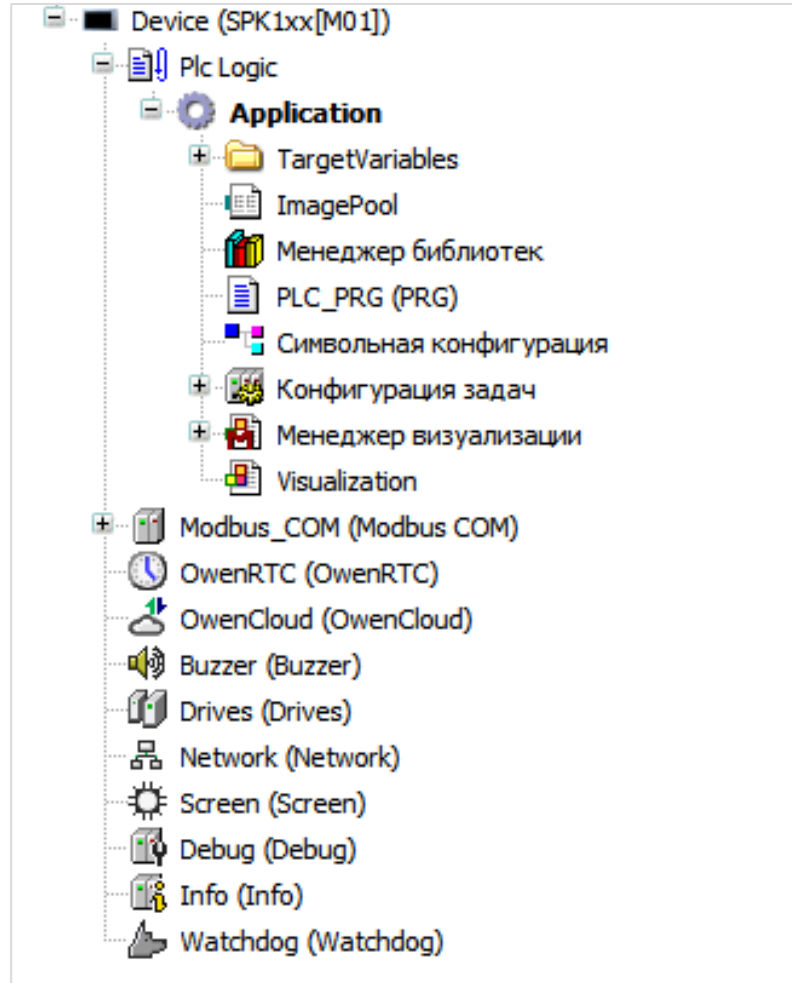 Device (SPK1xx[M01])
Plc Logic
Application
TargetVariables
ImagePool
Менеджер библиотек
PLC_PRG (PRG)
Символьная конфигурация
Конфигурация задач
Менеджер визуализации
Visualization
Modbus_COM (Modbus COM)
OwenRTC (OwenRTC)
OwenCloud (OwenCloud)
Buzzer (Buzzer)
Drives (Drives)
Network (Network)
Screen (Screen)
Debug (Debug)
Info (Info)
Watchdog (Watchdog)